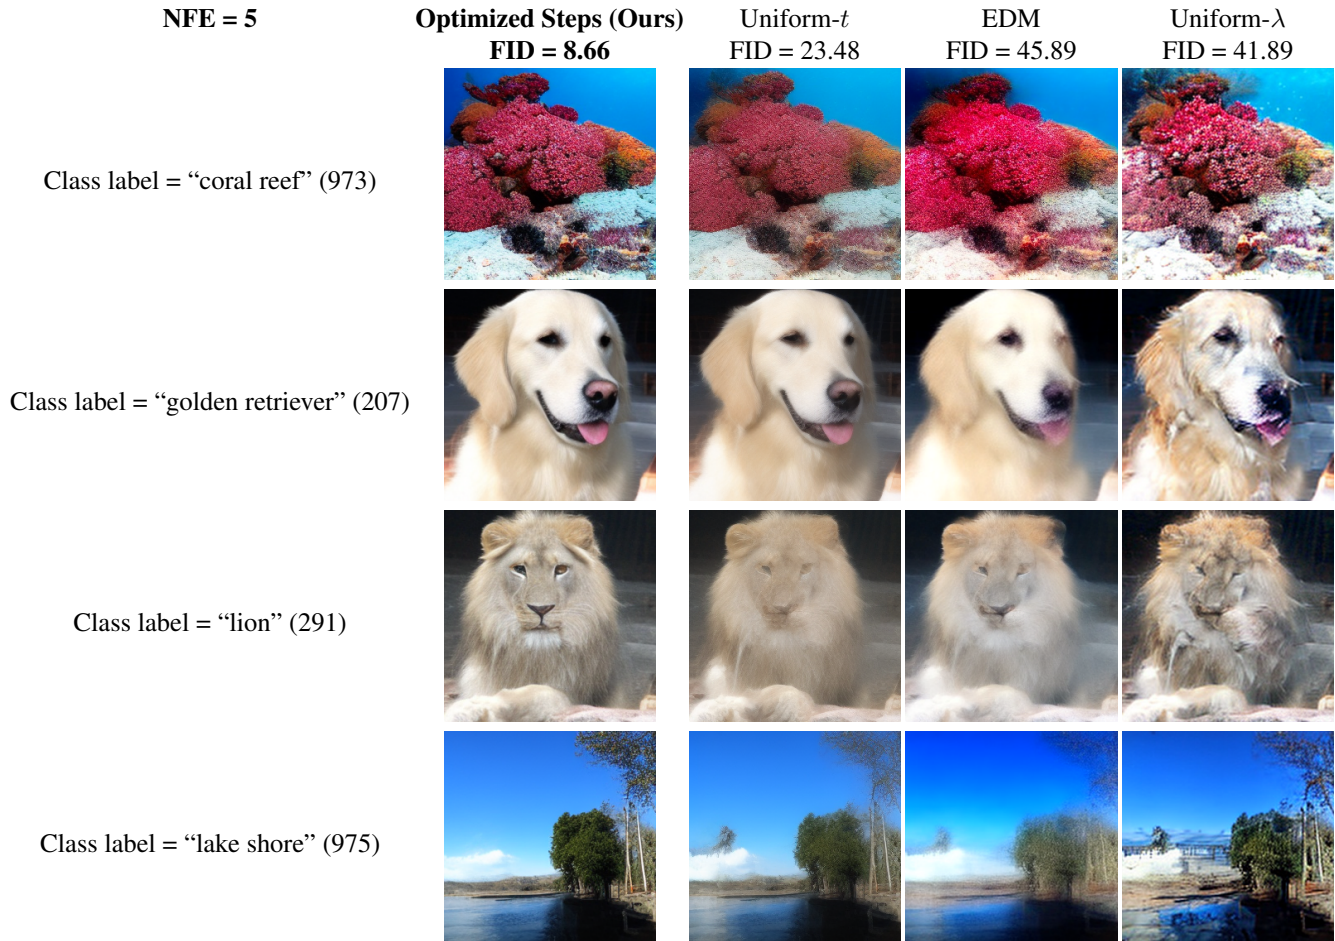 NFE = 5
Optimized Steps (Ours)
FID = 8.66
Uniform-t
FID = 23.48
EDM
FID = 45.89
Uniform-λ
FID = 41.89
Class label = “coral reef” (973)
Class label = “golden retriever” (207)
Class label = “lion” (291)
Class label = “lake shore” (975)